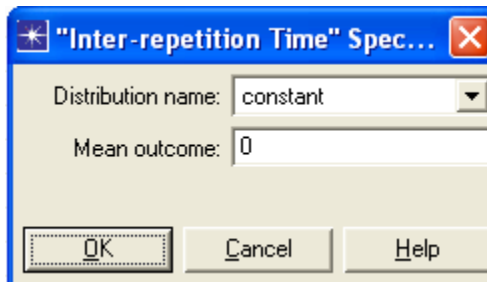 "Inter-repetition Time" Spec...
Distribution name: constant
Mean outcome: 0
OK Cancel Help